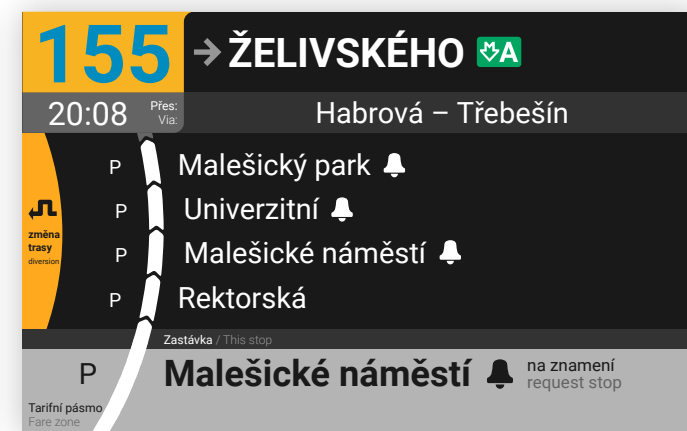 155
→ ŽELIVSKÉHO A
20:08
Přes:
Via:
Habrová – Třebešín
P Malešický park
P Univerzitní
P Malešické náměstí
P Rektorská
změna
trasy
diversion
Zastávka / This stop
P Malešické náměstí
na znamení
request stop
Tarifní pásmo
Fare zone